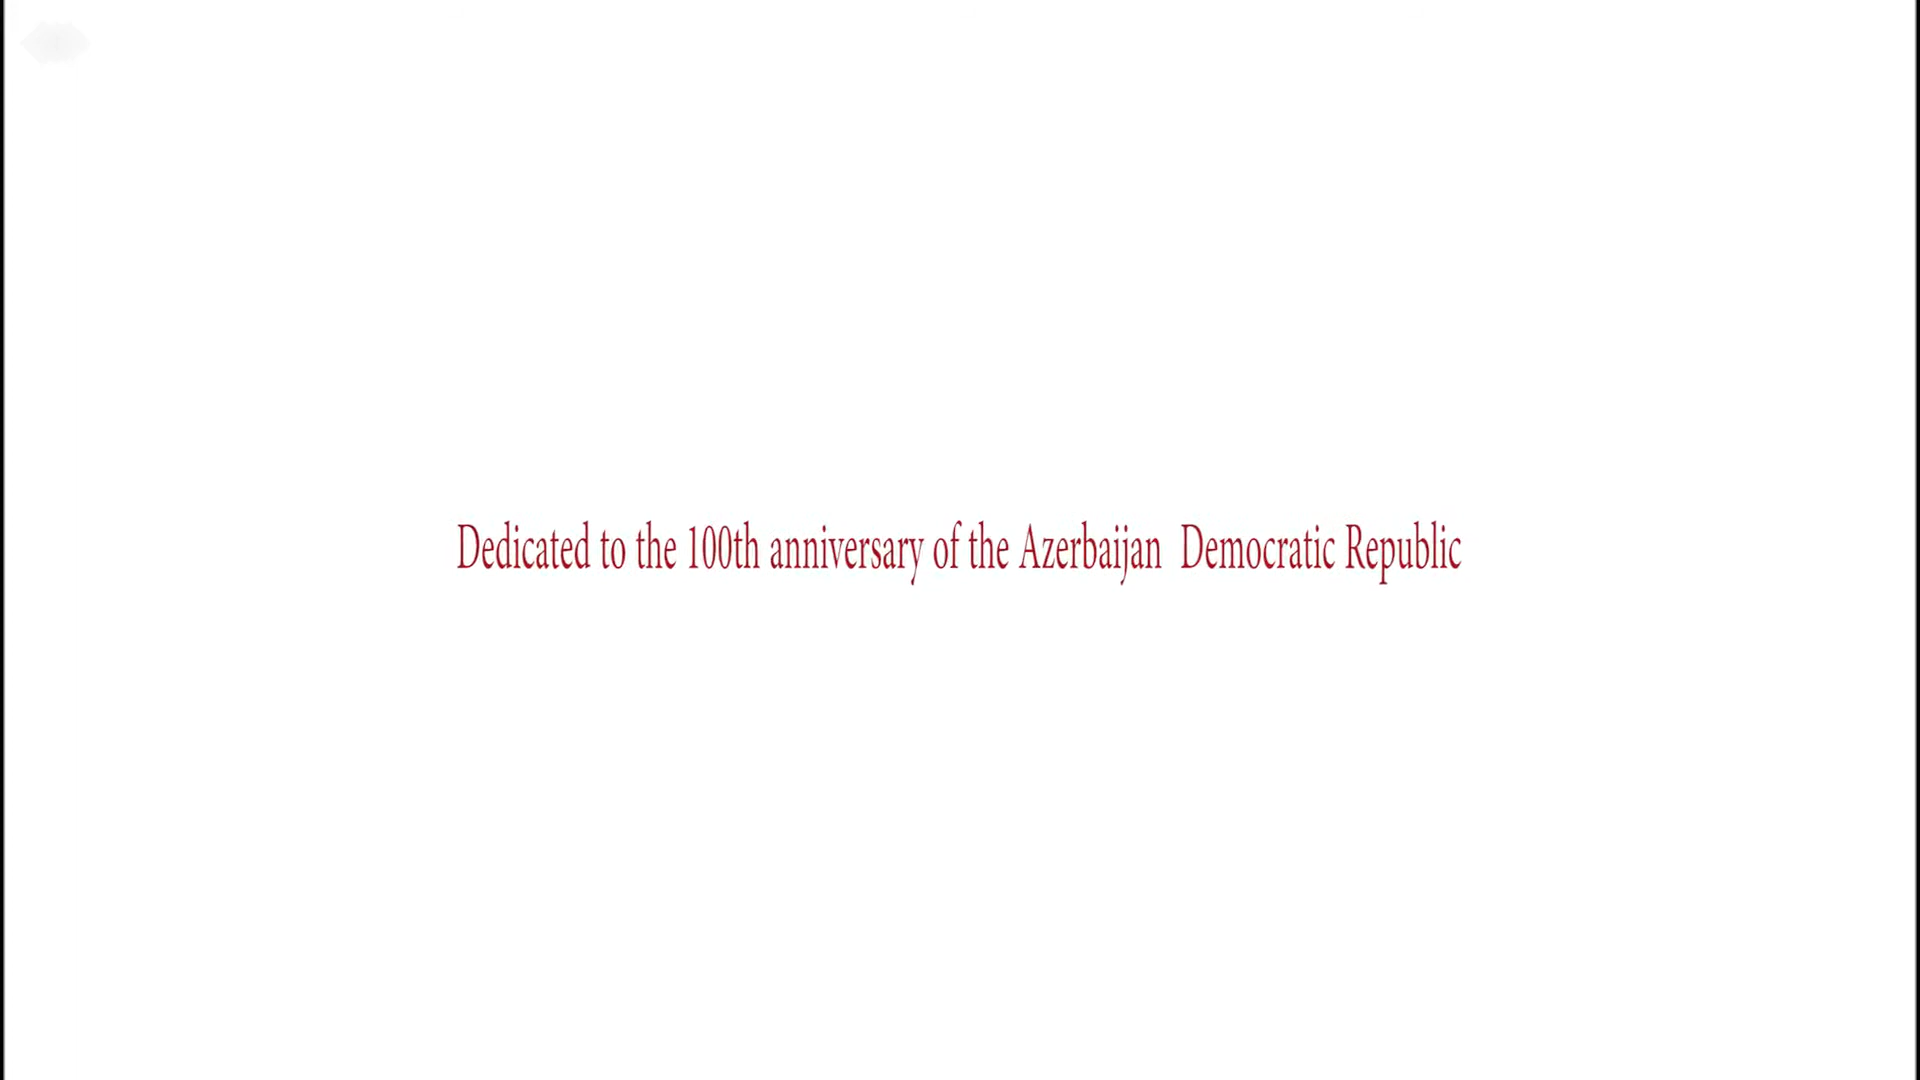 Dedicated to the 100th anniversary of the Azerbaijan  Democratic Republic